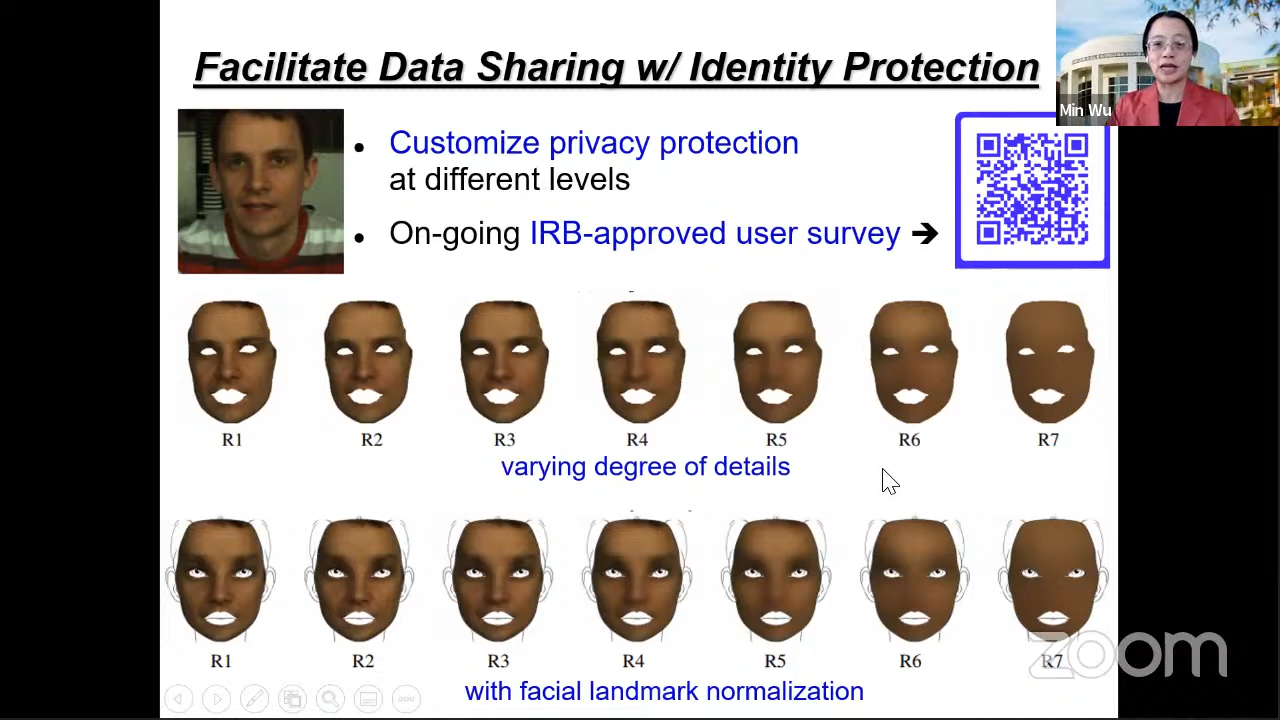 Facilitate Data Sharing w/ Identity Protection
Min Wu
• Customize privacy protection
at different levels
• On-going IRB-approved user survey ➔
R1 R2 R3 R4 R5 R6 R7
varying degree of details
R1 R2 R3 R4 R5 R6 R7
zoom
with facial landmark normalization